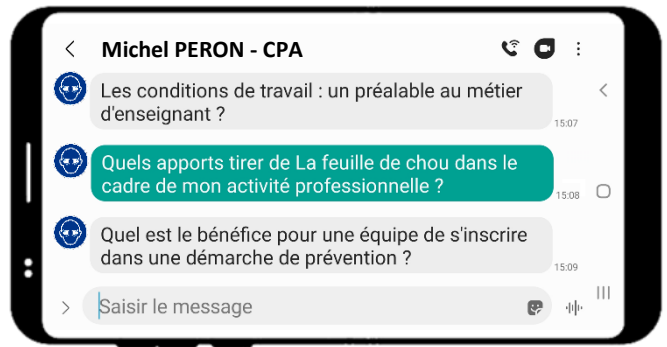 Michel PERON - CPA
Les conditions de travail : un préalable au métier
d'enseignant ?
15:07
Quels apports tirer de La feuille de chou dans le
cadre de mon activité professionnelle ?
15:08
Quel est le bénéfice pour une équipe de s'inscrire
dans une démarche de prévention ?
15:09
Saisir le message